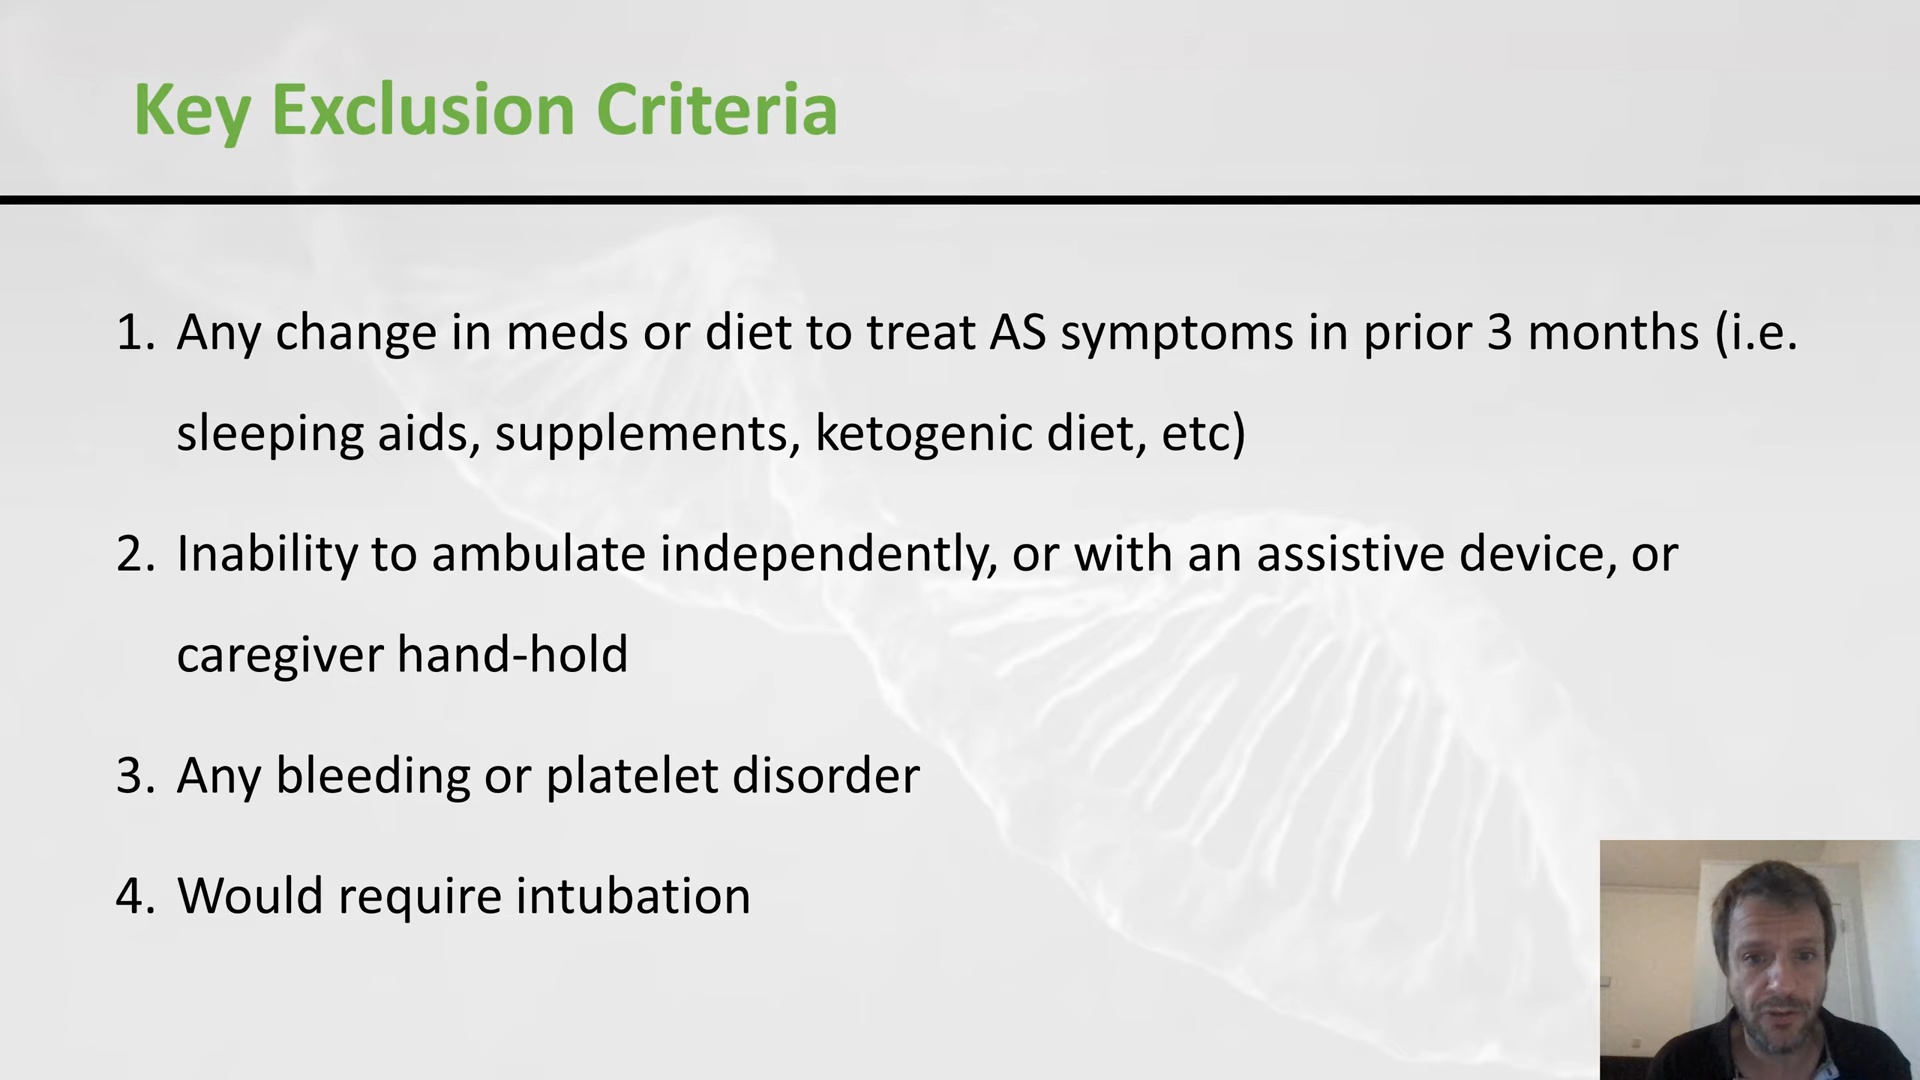 Key Exclusion Criteria
1. Any change in meds or diet to treat AS symptoms in prior 3 months (i.e.
sleeping aids, supplements, ketogenic diet, etc)
2. Inability to ambulate independently, or with an assistive device, or
caregiver hand-hold
3. Any bleeding or platelet disorder
4. Would require intubation